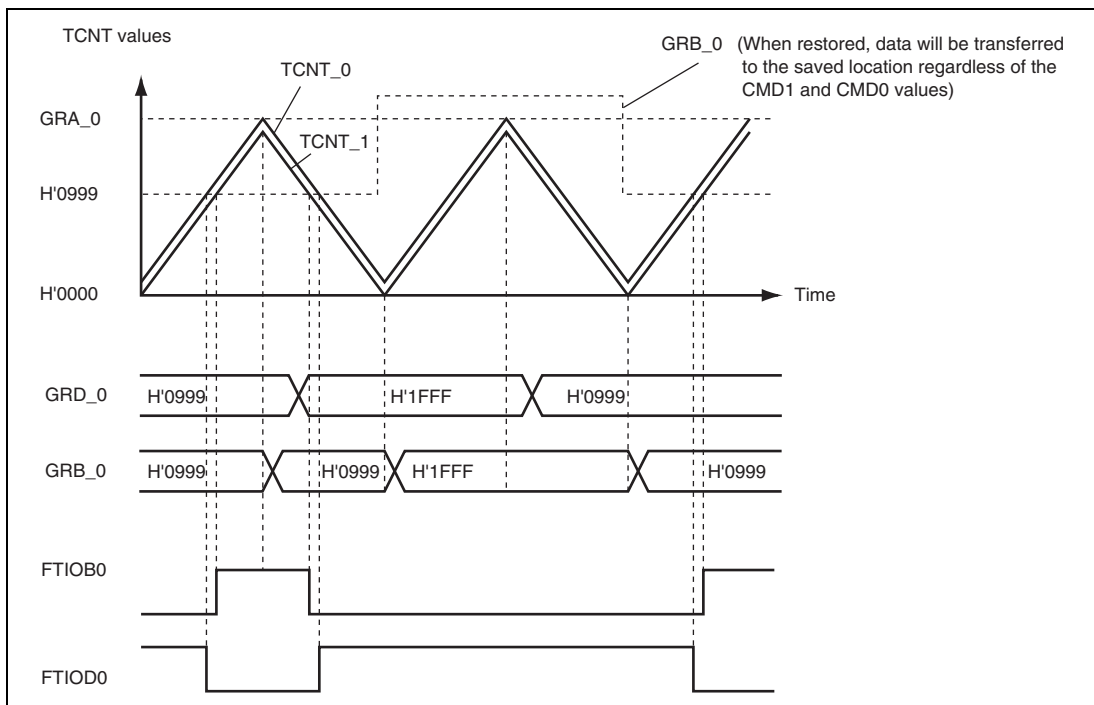 TCNT values
GRB_0 (When restored, data will be transferred
to the saved location regardless of the
CMD1 and CMD0 values)
TCNT_0
GRA_0
TCNT_1
H'0999
H'0000
Time
GRD_0
H'0999
H'1FFF
H'0999
GRB_0
H'0999
H'0999
H'1FFF
H'0999
FTIOB0
FTIOD0